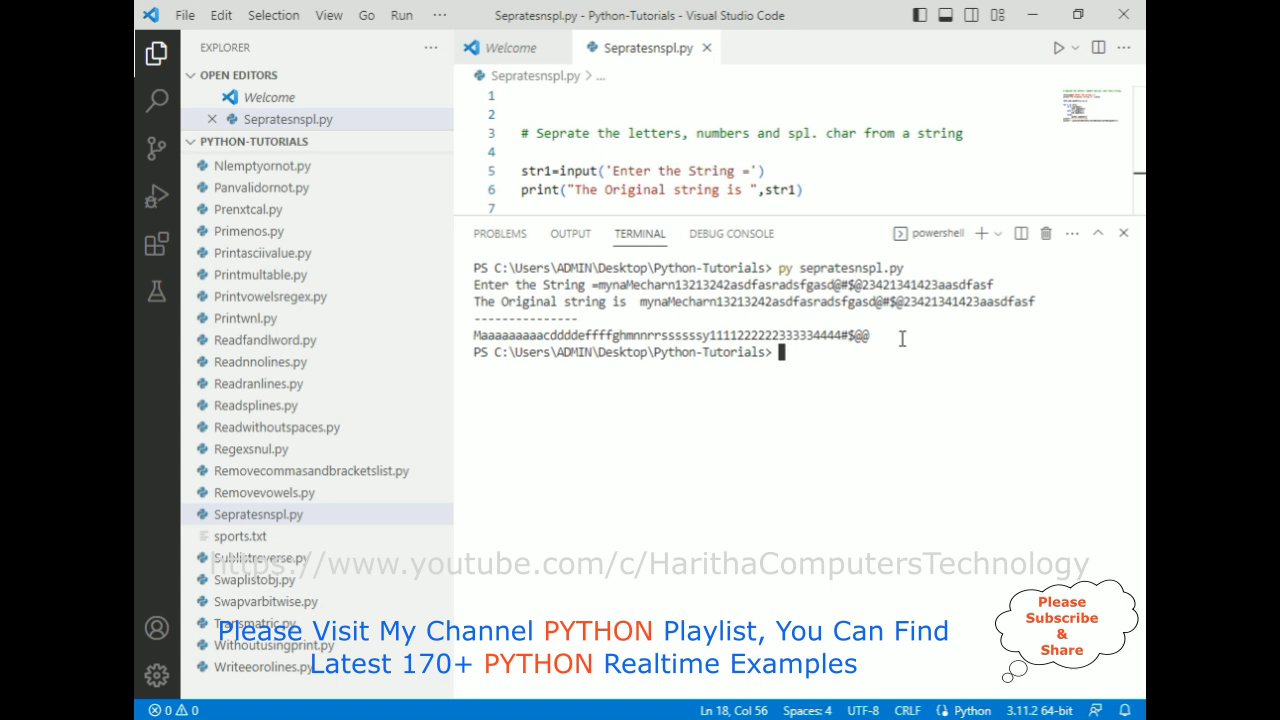 File Edit Selection View Go Run ··· Sepratesnspl.py - Python-Tutorials - Visual Studio Code
EXPLORER ···
OPEN EDITORS
Welcome
Sepratesnspl.py
PYTHON-TUTORIALS
Nlemptyornot.py
Panvalidornot.py
Prenxtcal.py
Primenos.py
Printasciivalue.py
Printmultable.py
Printvowelsregex.py
Printwnl.py
Readfandlword.py
Readnnolines.py
Readranlines.py
Readsplines.py
Readwithoutspaces.py
Regexsnul.py
Removecommasandbracketslist.py
Removevowels.py
Sepratesnspl.py
sports.txt
Sublistreverse.py
Swaplistobj.py
Swapvarbitwise.py
Transmatric.py
Withoutusingprint.py
Writeeorolines.py
Welcome Sepratesnspl.py
Sepratesnspl.py > ...
1
2
3 # Seprate the letters, numbers and spl. char from a string
4
5 str1=input('Enter the String =')
6 print("The Original string is ",str1)
7
PROBLEMS OUTPUT TERMINAL DEBUG CONSOLE powershell
PS C:\Users\ADMIN\Desktop\Python-Tutorials> py sepratesnspl.py
Enter the String =mynaMecharn13213242asdfasradsfgasd@#$@23421341423aasdfasf
The Original string is  mynaMecharn13213242asdfasradsfgasd@#$@23421341423aasdfasf
---------------
Maaaaaaaaacddddeffffghmnnrrsssssssy1111222222333334444#$@@
PS C:\Users\ADMIN\Desktop\Python-Tutorials>
https://www.youtube.com/c/HarithaComputersTechnology
Please Visit My Channel PYTHON Playlist, You Can Find
Latest 170+ PYTHON Realtime Examples
Please
Subscribe
&
Share
0 0 Ln 18, Col 56 Spaces: 4 UTF-8 CRLF Python 3.11.2 64-bit